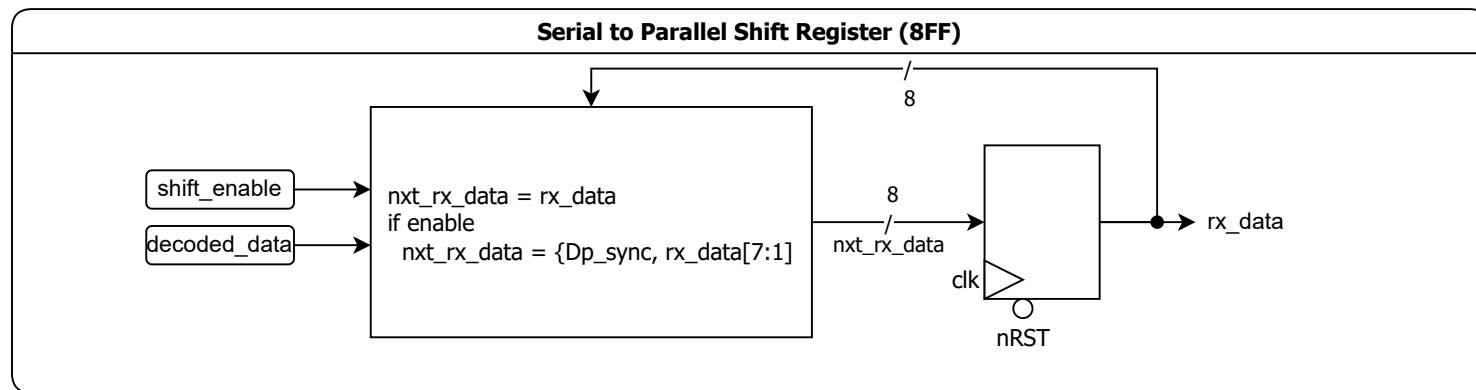 Serial to Parallel Shift Register (8FF)
8
shift_enable
decoded_data
nxt_rx_data = rx_data
if enable
nxt_rx_data = {Dp_sync, rx_data[7:1]
8
nxt_rx_data
rx_data
clk
nRST